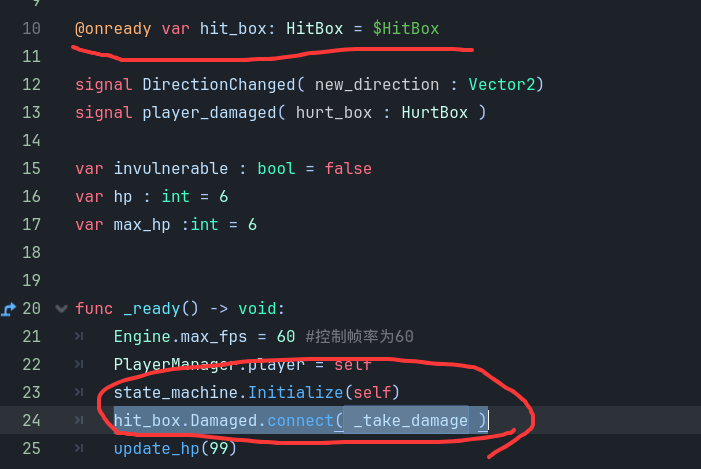 9
10 @onready var hit_box: HitBox = $HitBox
11
12 signal DirectionChanged( new_direction : Vector2)
13 signal player_damaged( hurt_box : HurtBox )
14
15 var invulnerable : bool = false
16 var hp : int = 6
17 var max_hp :int = 6
18
19
20 func _ready() -> void:
21 Engine.max_fps = 60 #控制帧率为60
22 PlayerManager.player = self
23 state_machine.Initialize(self)
24 hit_box.Damaged.connect( _take_damage )
25 update_hp(99)